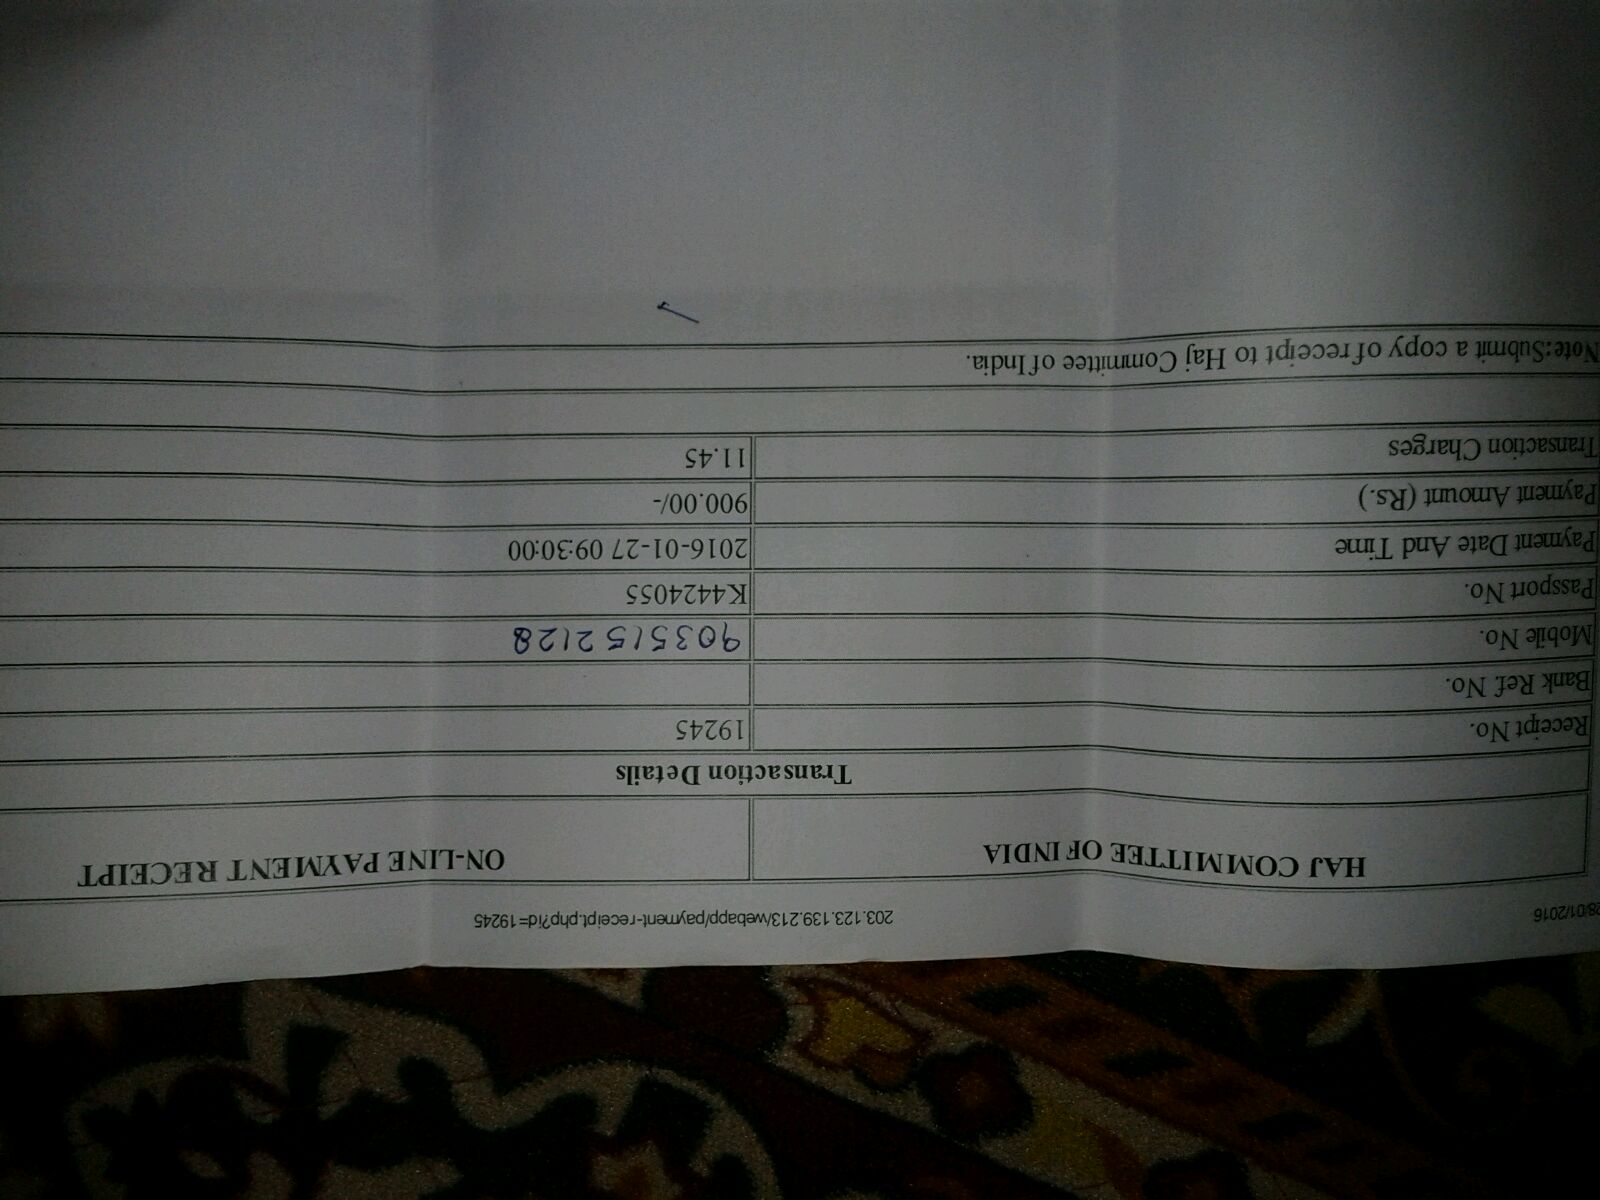 28/01/2016 203.123.139.213/webapp/payment-receipt.php?id=19245
HAJ COMMITTEE OF INDIA ON-LINE PAYMENT RECEIPT
Transaction Details
Receipt No. 19245
Bank Ref. No.
Mobile No. 9035152128
Passport No. K4424055
Payment Date And Time 2016-01-27 09:30:00
Payment Amount (Rs.) 900.00/-
Transaction Charges 11.45
Note:Submit a copy of receipt to Haj Committee of India.